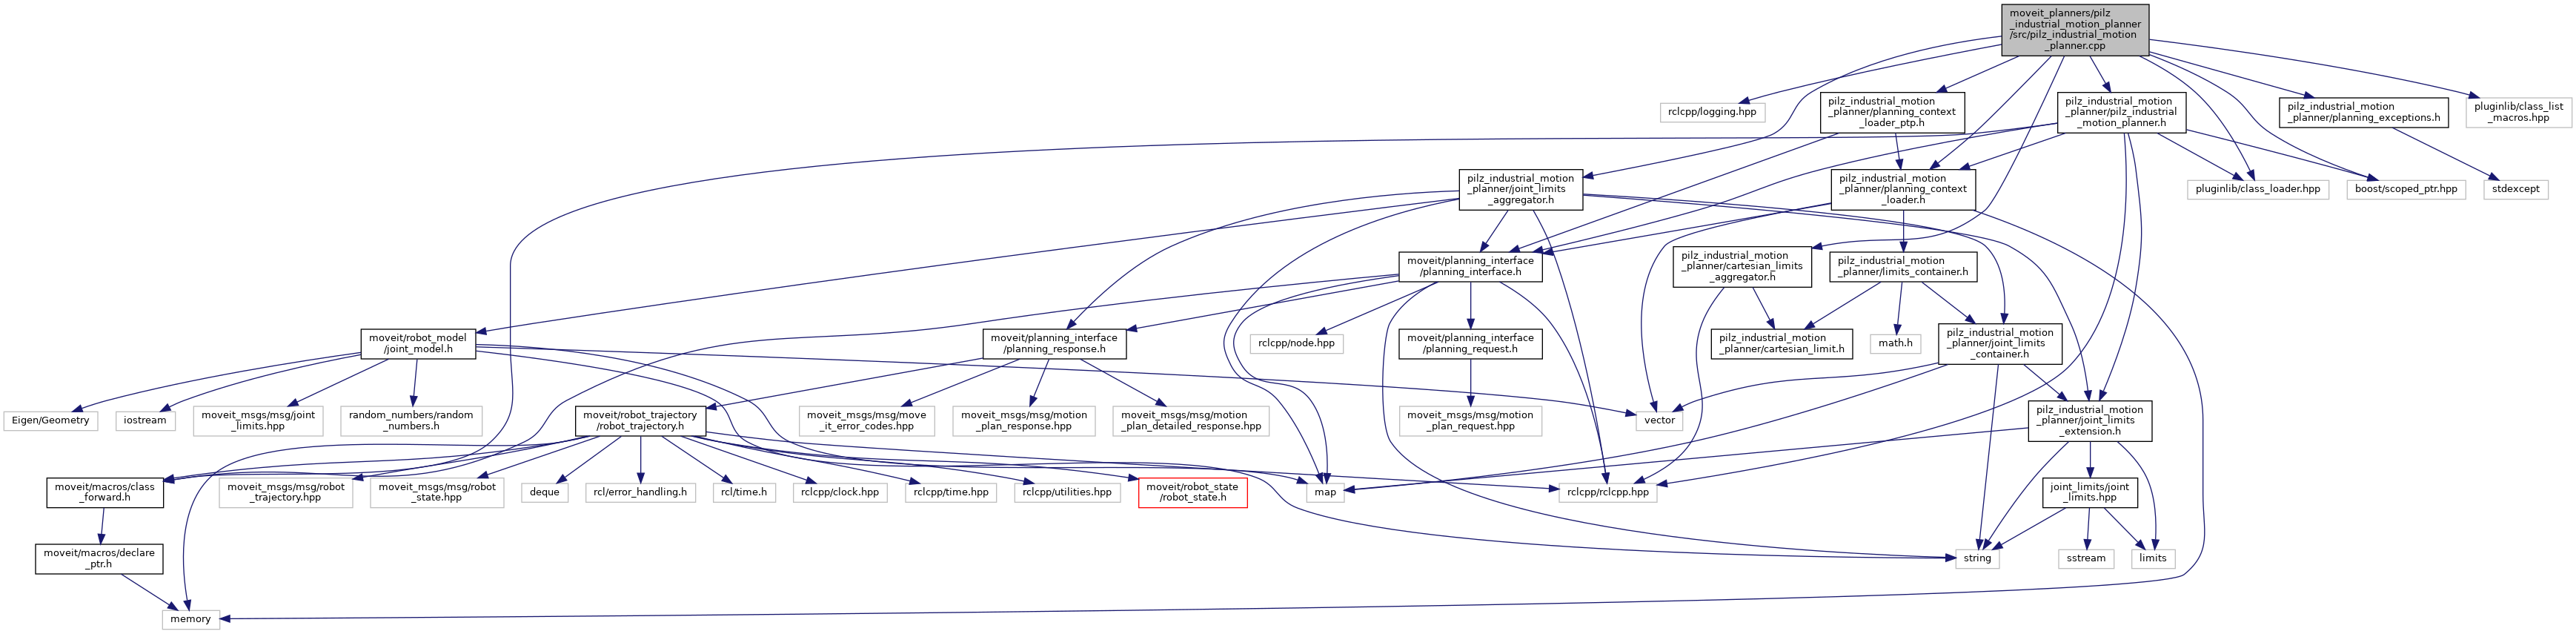 moveit_planners/pilz
_industrial_motion_planner
/src/pilz_industrial_motion
_planner.cpp
rclcpp/logging.hpp
pilz_industrial_motion
_planner/planning_context
_loader_ptp.h
pilz_industrial_motion
_planner/pilz_industrial
_motion_planner.h
pilz_industrial_motion
_planner/planning_exceptions.h
pluginlib/class_list
_macros.hpp
pilz_industrial_motion
_planner/joint_limits
_aggregator.h
pilz_industrial_motion
_planner/planning_context
_loader.h
pluginlib/class_loader.hpp
boost/scoped_ptr.hpp
stdexcept
moveit/planning_interface
/planning_interface.h
pilz_industrial_motion
_planner/cartesian_limits
_aggregator.h
pilz_industrial_motion
_planner/limits_container.h
moveit/robot_model
/joint_model.h
moveit/planning_interface
/planning_response.h
rclcpp/node.hpp
moveit/planning_interface
/planning_request.h
pilz_industrial_motion
_planner/cartesian_limit.h
math.h
pilz_industrial_motion
_planner/joint_limits
_container.h
Eigen/Geometry
iostream
moveit_msgs/msg/joint
_limits.hpp
random_numbers/random
_numbers.h
moveit/robot_trajectory
/robot_trajectory.h
moveit_msgs/msg/move
_it_error_codes.hpp
moveit_msgs/msg/motion
_plan_response.hpp
moveit_msgs/msg/motion
_plan_detailed_response.hpp
moveit_msgs/msg/motion
_plan_request.hpp
vector
pilz_industrial_motion
_planner/joint_limits
_extension.h
moveit/macros/class
_forward.h
moveit_msgs/msg/robot
_trajectory.hpp
moveit_msgs/msg/robot
_state.hpp
deque
rcl/error_handling.h
rcl/time.h
rclcpp/clock.hpp
rclcpp/time.hpp
rclcpp/utilities.hpp
moveit/robot_state
/robot_state.h
map
rclcpp/rclcpp.hpp
joint_limits/joint
_limits.hpp
moveit/macros/declare
_ptr.h
string
sstream
limits
memory